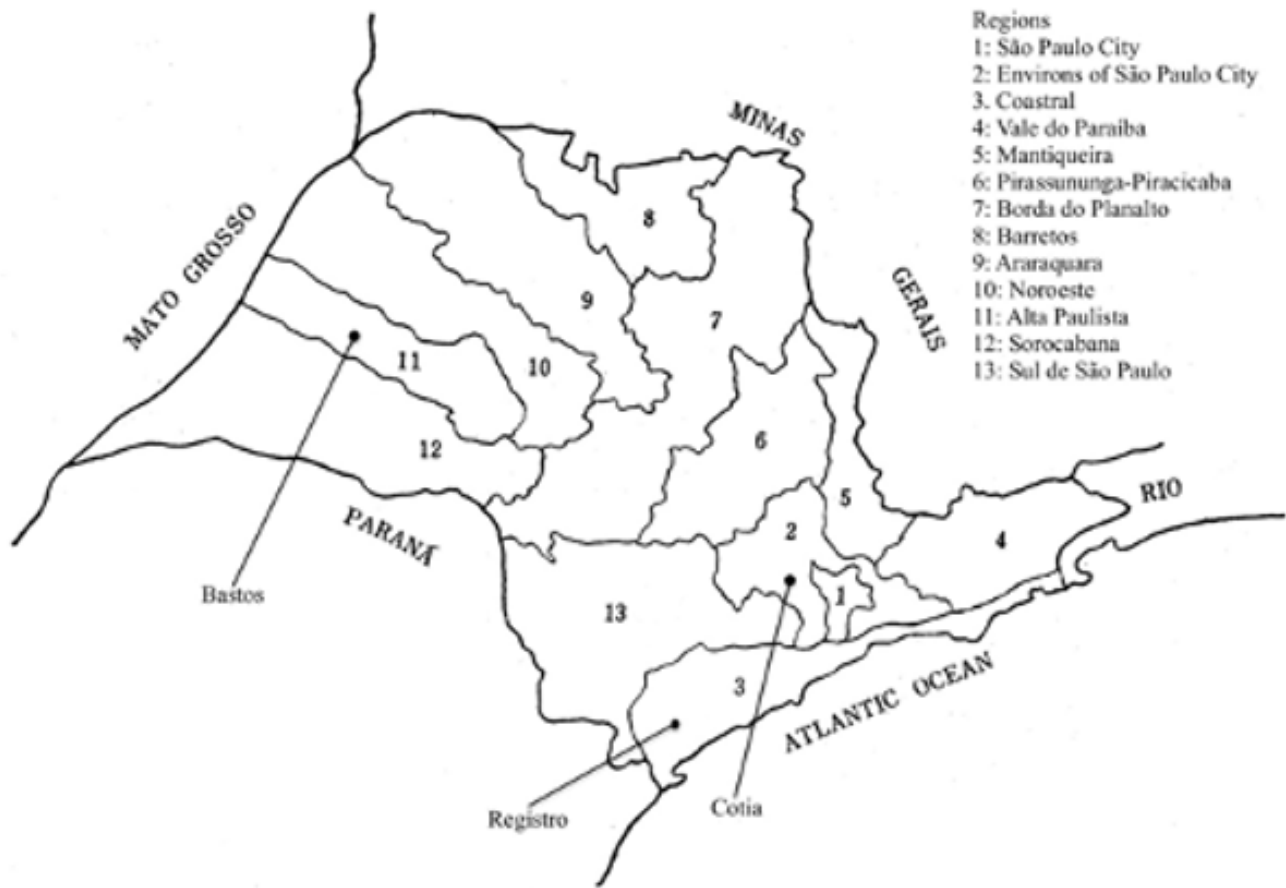 Regions
1: São Paulo City
2: Environs of São Paulo City
3. Coastral
4: Vale do Paraíba
5: Mantiqueira
6: Pirassununga-Piracicaba
7: Borda do Planalto
8: Barretos
9: Araraquara
10: Noroeste
11: Alta Paulista
12: Sorocabana
13: Sul de São Paulo
MINAS
GERAIS
MATO GROSSO
8
9
7
11
10
12
6
5
RIO
PARANÁ
2
4
Bastos
1
13
3
ATLANTIC OCEAN
Registro
Cotia